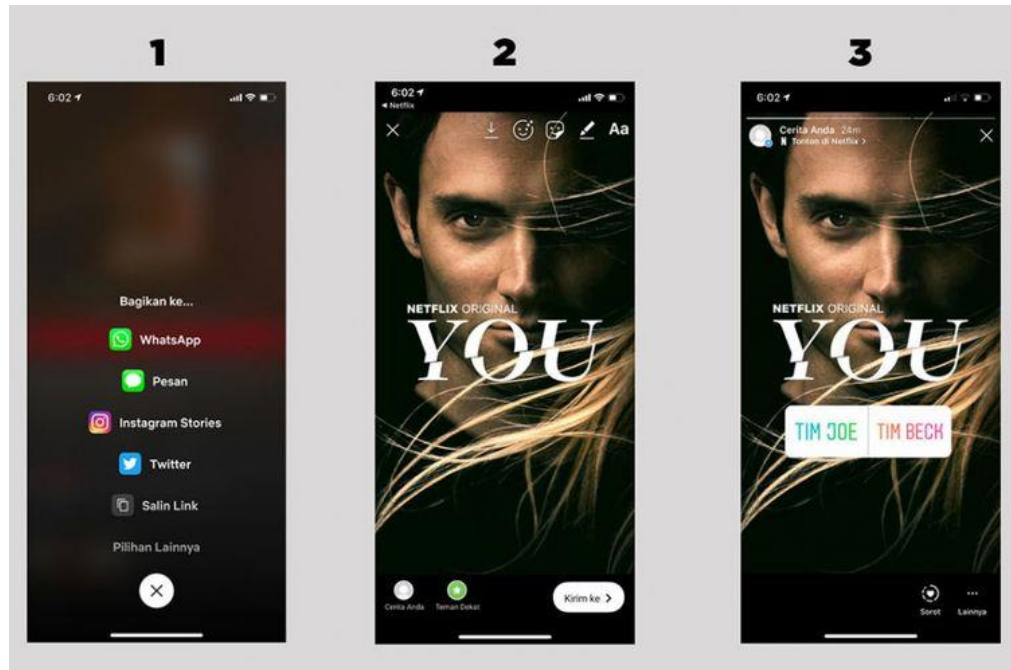 1
6:02
Bagikan ke...
WhatsApp
Pesan
Instagram Stories
Twitter
Salin Link
Pilihan Lainnya
2
6:02
Netflix
Aa
NETFLIX ORIGINAL
YOU
Cerita Anda
Teman Dekat
Kirim ke
3
6:02
Cerita Anda 24m
N Tonton di Netflix
NETFLIX ORIGINAL
YOU
TIM JOE
TIM BECK
Sorot
Lainnya